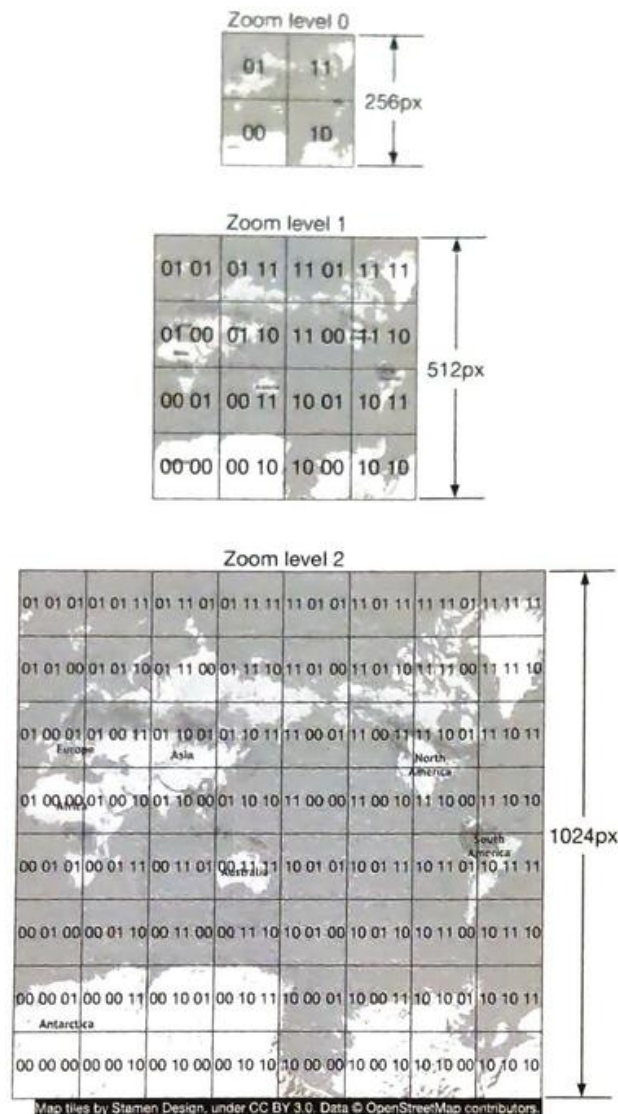 Zoom level 0
01 11
256px
00 10
Zoom level 1
01 01 01 11 11 01 11 11
01 00 01 10 11 00 11 10
512px
00 01 00 11 10 01 10 11
00 00 00 10 10 00 10 10
Zoom level 2
01 01 01 01 01 11 01 11 01 01 11 11 11 01 01 11 01 11 11 11 01 11 11 11
01 01 00 01 01 10 01 11 00 01 11 10 11 01 00 11 01 10 11 11 00 11 11 10
01 00 01 01 00 11 01 10 01 01 10 11 11 00 01 11 00 11 11 10 01 11 10 11
Europe Asia North
America
01 00 00 01 00 10 01 10 00 01 10 10 11 00 00 11 00 10 11 10 00 11 10 10
Africa
1024px
South
America
00 01 01 00 01 11 00 11 01 00 11 11 10 01 01 10 01 11 10 11 01 10 11 11
Australia
00 01 00 00 01 10 00 11 00 00 11 10 10 01 00 10 01 10 10 11 00 10 11 10
00 00 01 00 00 11 00 10 01 00 10 11 10 00 01 10 00 11 10 10 01 10 10 11
Antarctica
00 00 00 00 00 10 00 10 00 00 10 10 10 00 00 10 00 10 10 10 00 10 10 10
Map tiles by Stamen Design, under CC BY 3.0. Data © OpenStreetMap contributors.